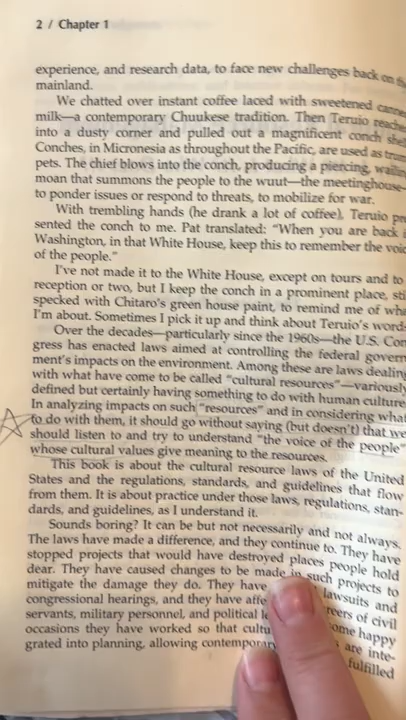 2 / Chapter 1
experience, and research data, to face new challenges back on
mainland.
We chatted over instant coffee laced with sweetened
milk—a contemporary Chuukese tradition. Then Teruio
into a dusty corner and pulled out a magnificent conch
Conches, in Micronesia as throughout the Pacific, are used as
pets. The chief blows into the conch, producing a piercing,
moan that summons the people to the wuut—the meetinghouse—
to ponder issues or respond to threats, to mobilize for war.
With trembling hands (he drank a lot of coffee), Teruio pre
sented the conch to me. Pat translated: “When you are back
Washington, in that White House, keep this to remember the
of the people.”
I’ve not made it to the White House, except on tours and to
reception or two, but I keep the conch in a prominent place,
specked with Chitaro’s green house paint, to remind me of
I’m about. Sometimes I pick it up and think about Teruio’s
Over the decades—particularly since the 1960s—the U.S. Con
gress has enacted laws aimed at controlling the federal govern
ment’s impacts on the environment. Among these are laws dealing
with what have come to be called “cultural resources”—variously
defined but certainly having something to do with human culture
In analyzing impacts on such “resources” and in considering what
to do with them, it should go without saying (but doesn’t) that we
should listen to and try to understand “the voice of the people”
whose cultural values give meaning to the resources.
This book is about the cultural resource laws of the United
States and the regulations, standards, and guidelines that flow
from them. It is about practice under those laws, regulations, stan-
dards, and guidelines, as I understand it.
Sounds boring? It can be but not necessarily and not always.
The laws have made a difference, and they continue to. They have
stopped projects that would have destroyed places people hold
dear. They have caused changes to be made in such projects to
mitigate the damage they do. They have lawsuits and
congressional hearings, and they have affe reers of civil
servants, military personnel, and political le ome happy
occasions they have worked so that cultu are inte-
grated into planning, allowing contemporar fulfilled